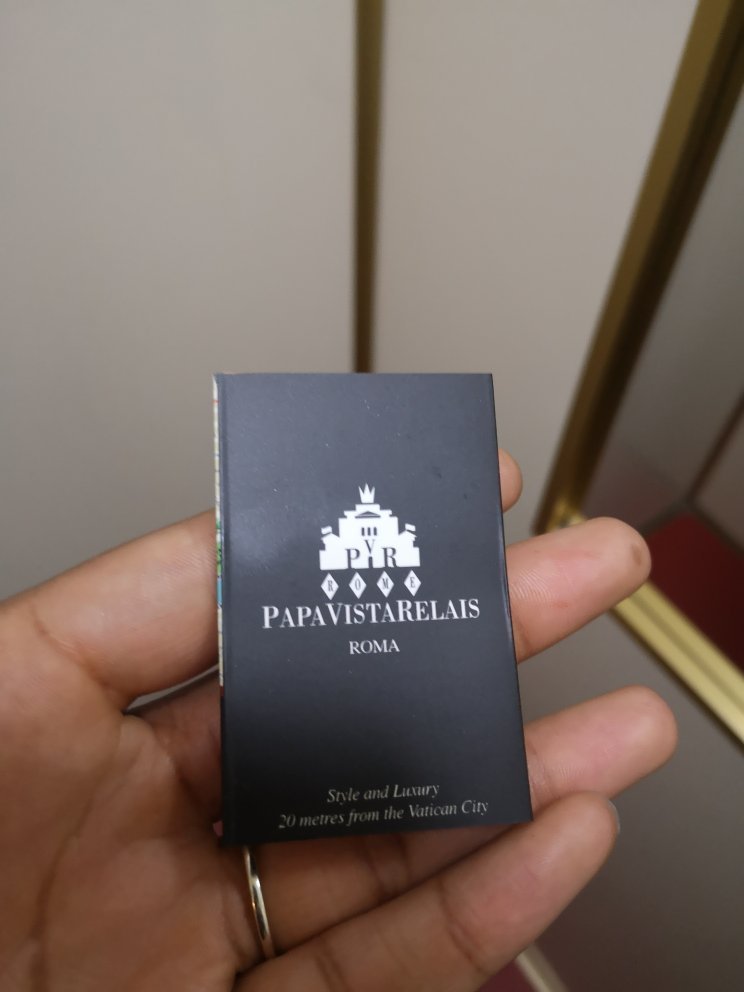 PVR
ROME
PAPAVISTARELAIS
ROMA
Style and Luxury
20 metres from the Vatican City